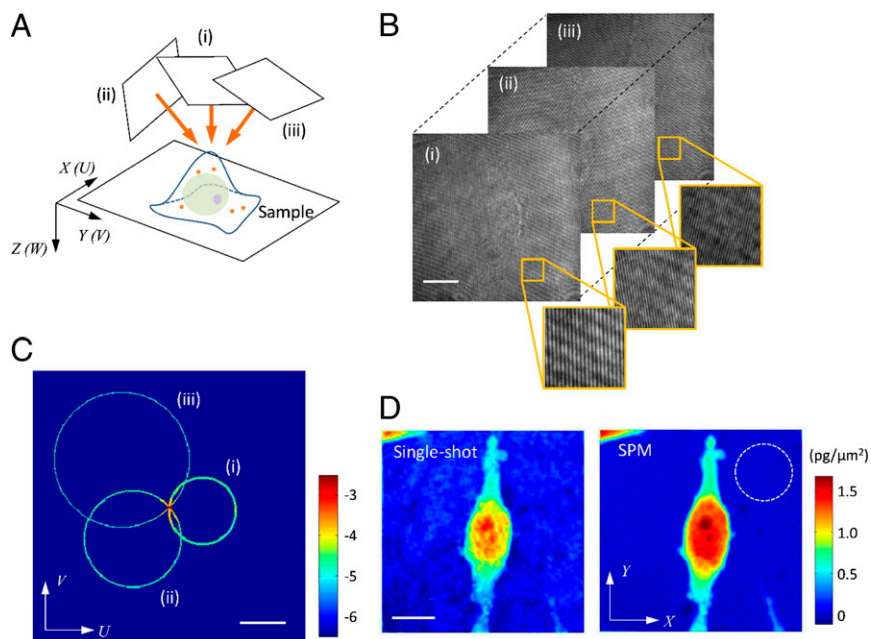 A
(i)
(ii)
(iii)
X (U)
Y (V)
Z (W)
Sample
B
(iii)
(ii)
(i)
C
(iii)
(i)
(ii)
V
U
-3
-4
-5
-6
D
Single-shot
SPM
(pg/μm²)
1.5
1.0
0.5
0
Y
X